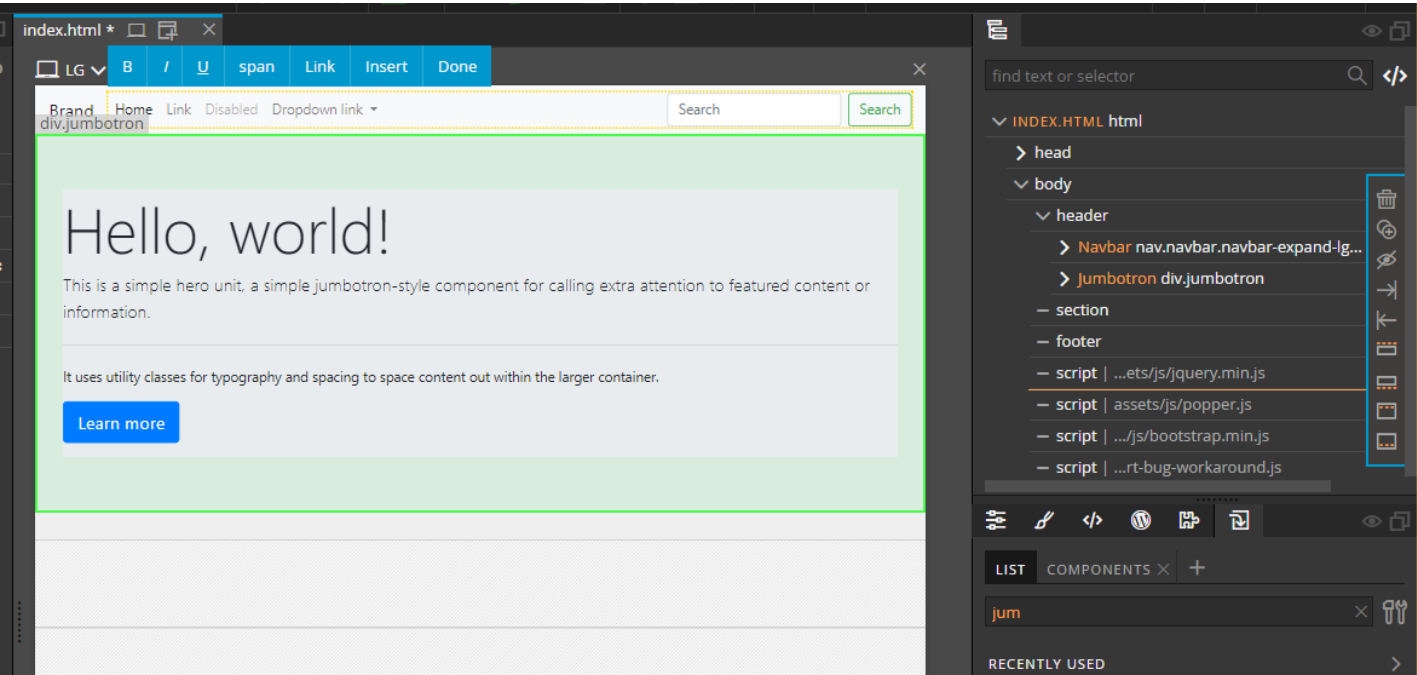 index.html *
LG
B I U span Link Insert Done
Brand Home Link Disabled Dropdown link Search Search
div.jumbotron
Hello, world!
This is a simple hero unit, a simple jumbotron-style component for calling extra attention to featured content or
information.
It uses utility classes for typography and spacing to space content out within the larger container.
Learn more
find text or selector
INDEX.HTML html
head
body
header
Navbar nav.navbar.navbar-expand-lg...
Jumbotron div.jumbotron
section
footer
script | ...ets/js/jquery.min.js
script | assets/js/popper.js
script | .../js/bootstrap.min.js
script | ...rt-bug-workaround.js
LIST COMPONENTS
jum
RECENTLY USED